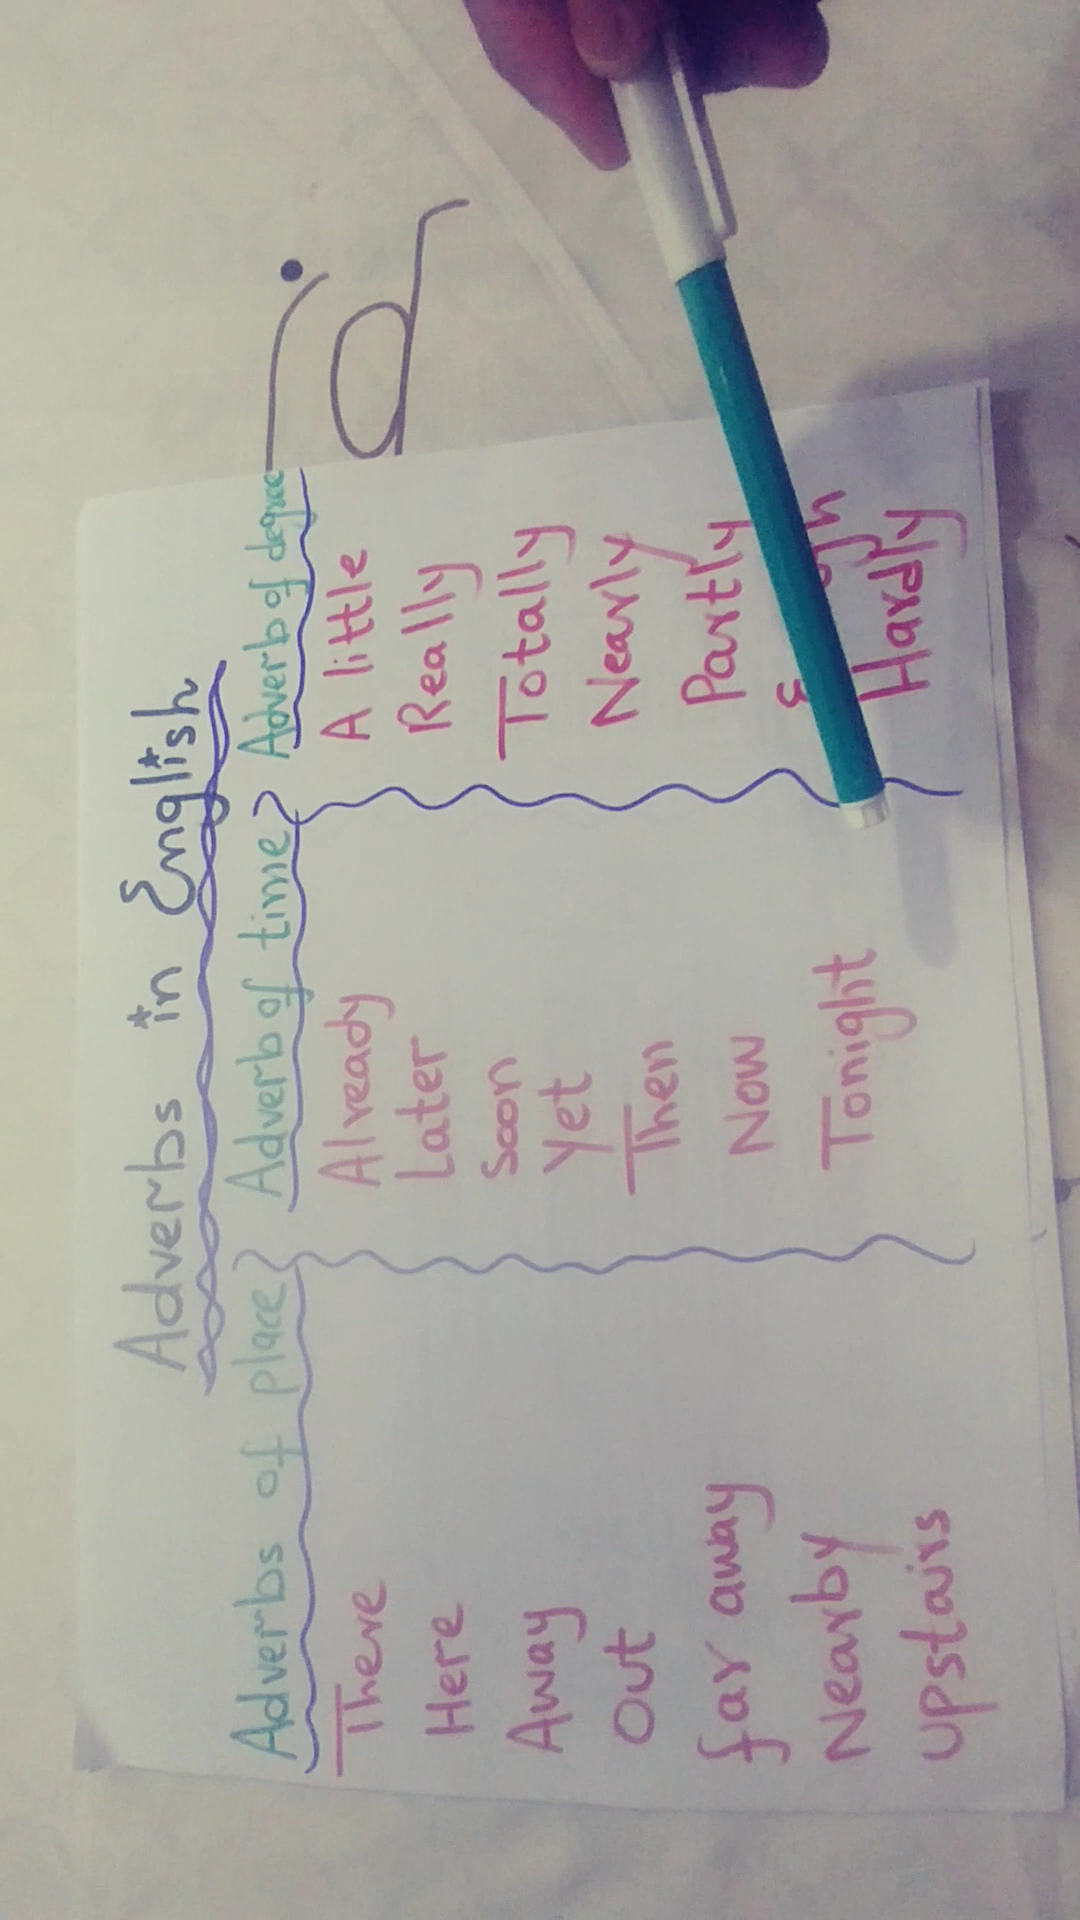 Adverbs in English
Adverbs of place
There
Here
Away
Out
far away
Nearby
Upstairs
Adverb of time
Already
Later
Soon
Yet
Then
Now
Tonight
Adverb of degree
A little
Really
Totally
Nearly
Partly
Hardly